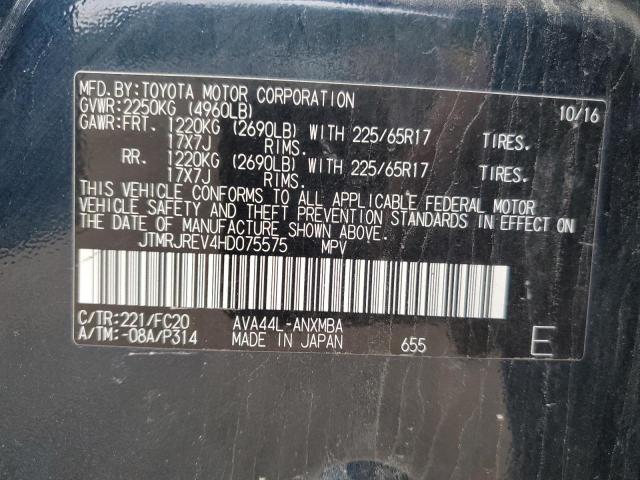 MFD. BY: TOYOTA MOTOR CORPORATION 10/16
GVWR: 2250KG (4960LB)
GAWR: FRT. 1220KG (2690LB) WITH 225/65R17 TIRES.
17X7J RIMS.
RR. 1220KG (2690LB) WITH 225/65R17 TIRES.
17X7J RIMS.
THIS VEHICLE CONFORMS TO ALL APPLICABLE FEDERAL MOTOR
VEHICLE SAFETY AND THEFT PREVENTION STANDARDS IN EFFECT ON
THE DATE OF MANUFACTURE SHOWN ABOVE.
JTMRJREV4HD075575 MPV
C/TR: 221/FC20 AVA44L-ANXMBA
A/TM: -08A/P314 MADE IN JAPAN 655 E